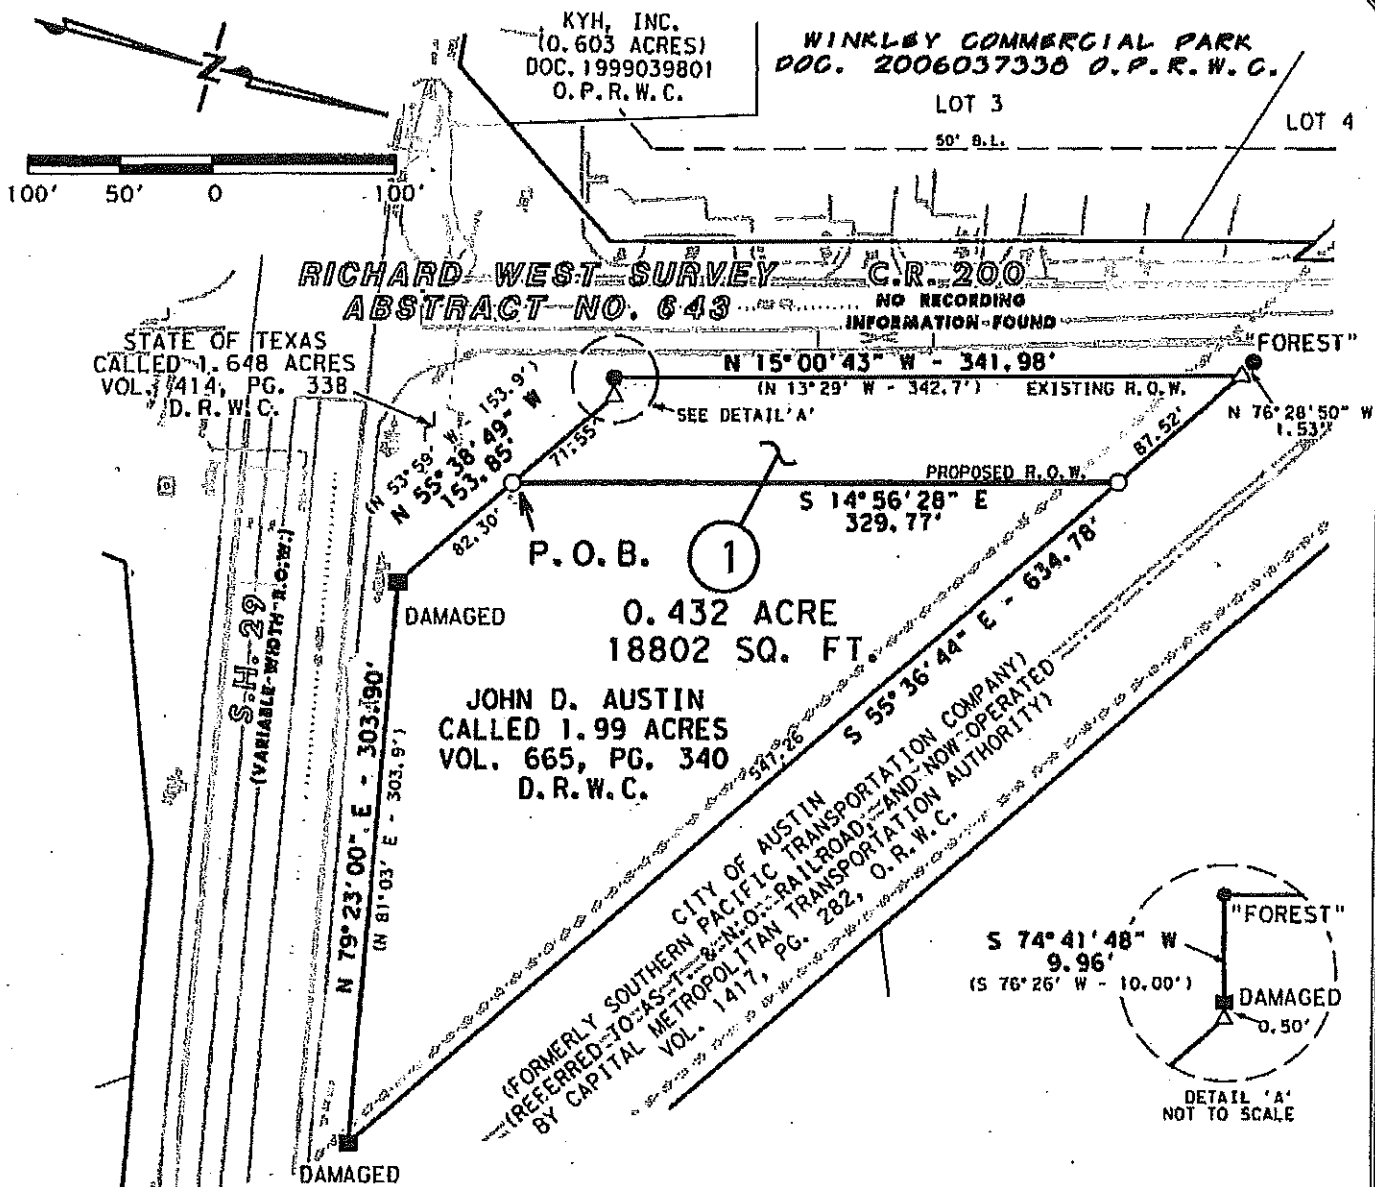 KYH, INC.
(0.603 ACRES)
DOC. 1999039801
O.P.R.W.C.
WINKLEY COMMERCIAL PARK
DOC. 2006037338 O.P.R.W.C.
LOT 3
LOT 4
50' B.L.
N
100' 50' 0 100'
RICHARD WEST SURVEY
ABSTRACT NO. 643
C.R. 200
NO RECORDING
INFORMATION FOUND
STATE OF TEXAS
CALLED 1.648 ACRES
VOL. 414, PG. 338
D.R.W.C.
N 15°00'43" W - 341.98'
(N 13°29' W - 342.7')
EXISTING R.O.W.
"FOREST"
N 76°28'50" W
1.53'
SEE DETAIL 'A'
(N 53°59' W - 153.9')
N 55°38'49" W
153.85'
71.55'
82.30'
87.52'
PROPOSED R.O.W.
S 14°56'28" E
329.77'
P.O.B.
1
0.432 ACRE
18802 SQ. FT.
DAMAGED
S.H. 29
(VARIABLE WIDTH R.O.W.)
N 79°23'00" E - 303.90'
(N 81°03' E - 303.9')
JOHN D. AUSTIN
CALLED 1.99 ACRES
VOL. 665, PG. 340
D.R.W.C.
S 55°36'44" E - 634.78'
547.26
CITY OF AUSTIN
(FORMERLY SOUTHERN PACIFIC TRANSPORTATION COMPANY)
(REFERRED TO AS T. & N.O. RAILROAD, AND NOW OPERATED
BY CAPITAL METROPOLITAN TRANSPORTATION AUTHORITY)
VOL. 1417, PG. 282, O.R.W.C.
DAMAGED
"FOREST"
S 74°41'48" W
9.96'
(S 76°26' W - 10.00')
DAMAGED
0.50'
DETAIL 'A'
NOT TO SCALE